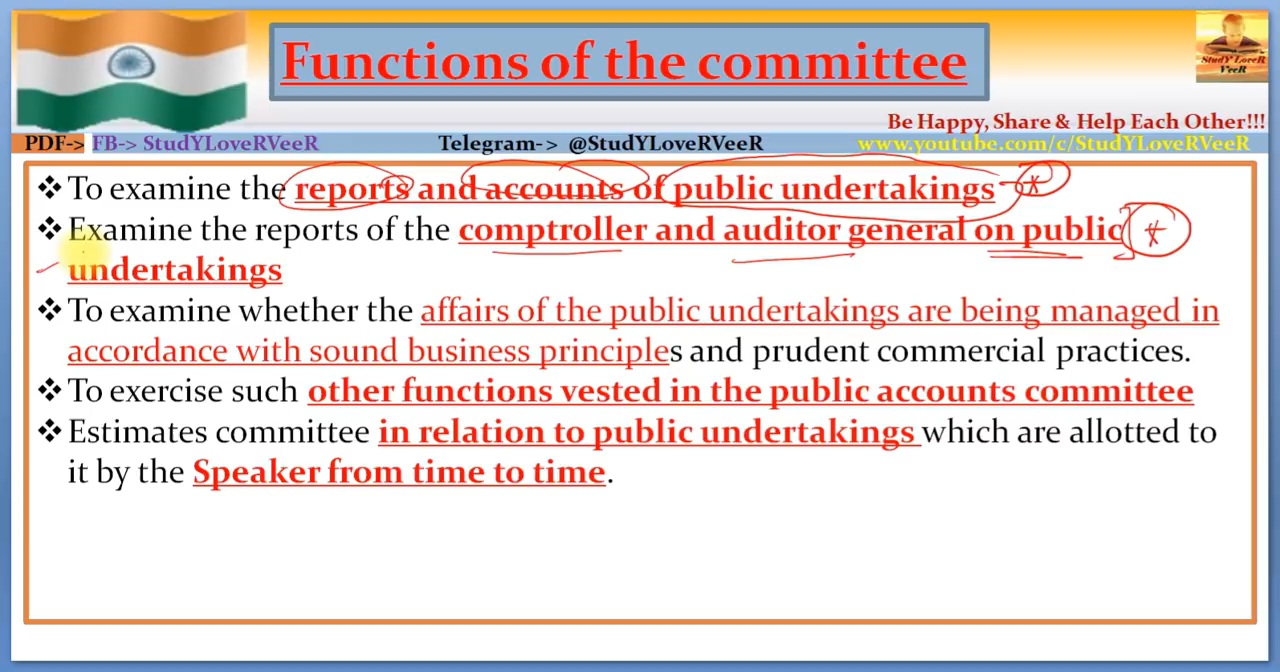 Functions of the committee
StudY LoveR
VeeR
Be Happy, Share & Help Each Other!!!
PDF-> FB-> StudYLoveRVeeR Telegram-> @StudYLoveRVeeR www.youtube.com/c/StudYLoveRVeeR
❖ To examine the reports and accounts of public undertakings
❖ Examine the reports of the comptroller and auditor general on public
undertakings
❖ To examine whether the affairs of the public undertakings are being managed in
accordance with sound business principles and prudent commercial practices.
❖ To exercise such other functions vested in the public accounts committee
❖ Estimates committee in relation to public undertakings which are allotted to
it by the Speaker from time to time.